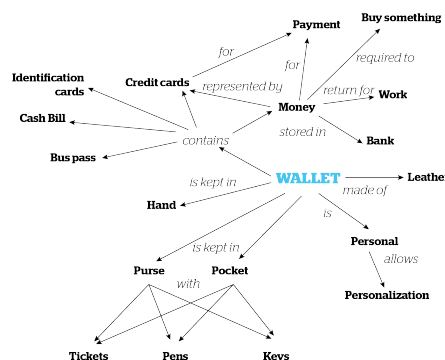 Buy something
Payment
for
required to
Identification
cards
Credit cards
represented by
for
return for
Work
Money
Cash Bill
stored in
contains
Bank
Bus pass
is kept in
WALLET
Leathe
made of
Hand
is
Personal
is kept in
allows
Purse
Pocket
with
Personalization
Tickets
Pens
Keys